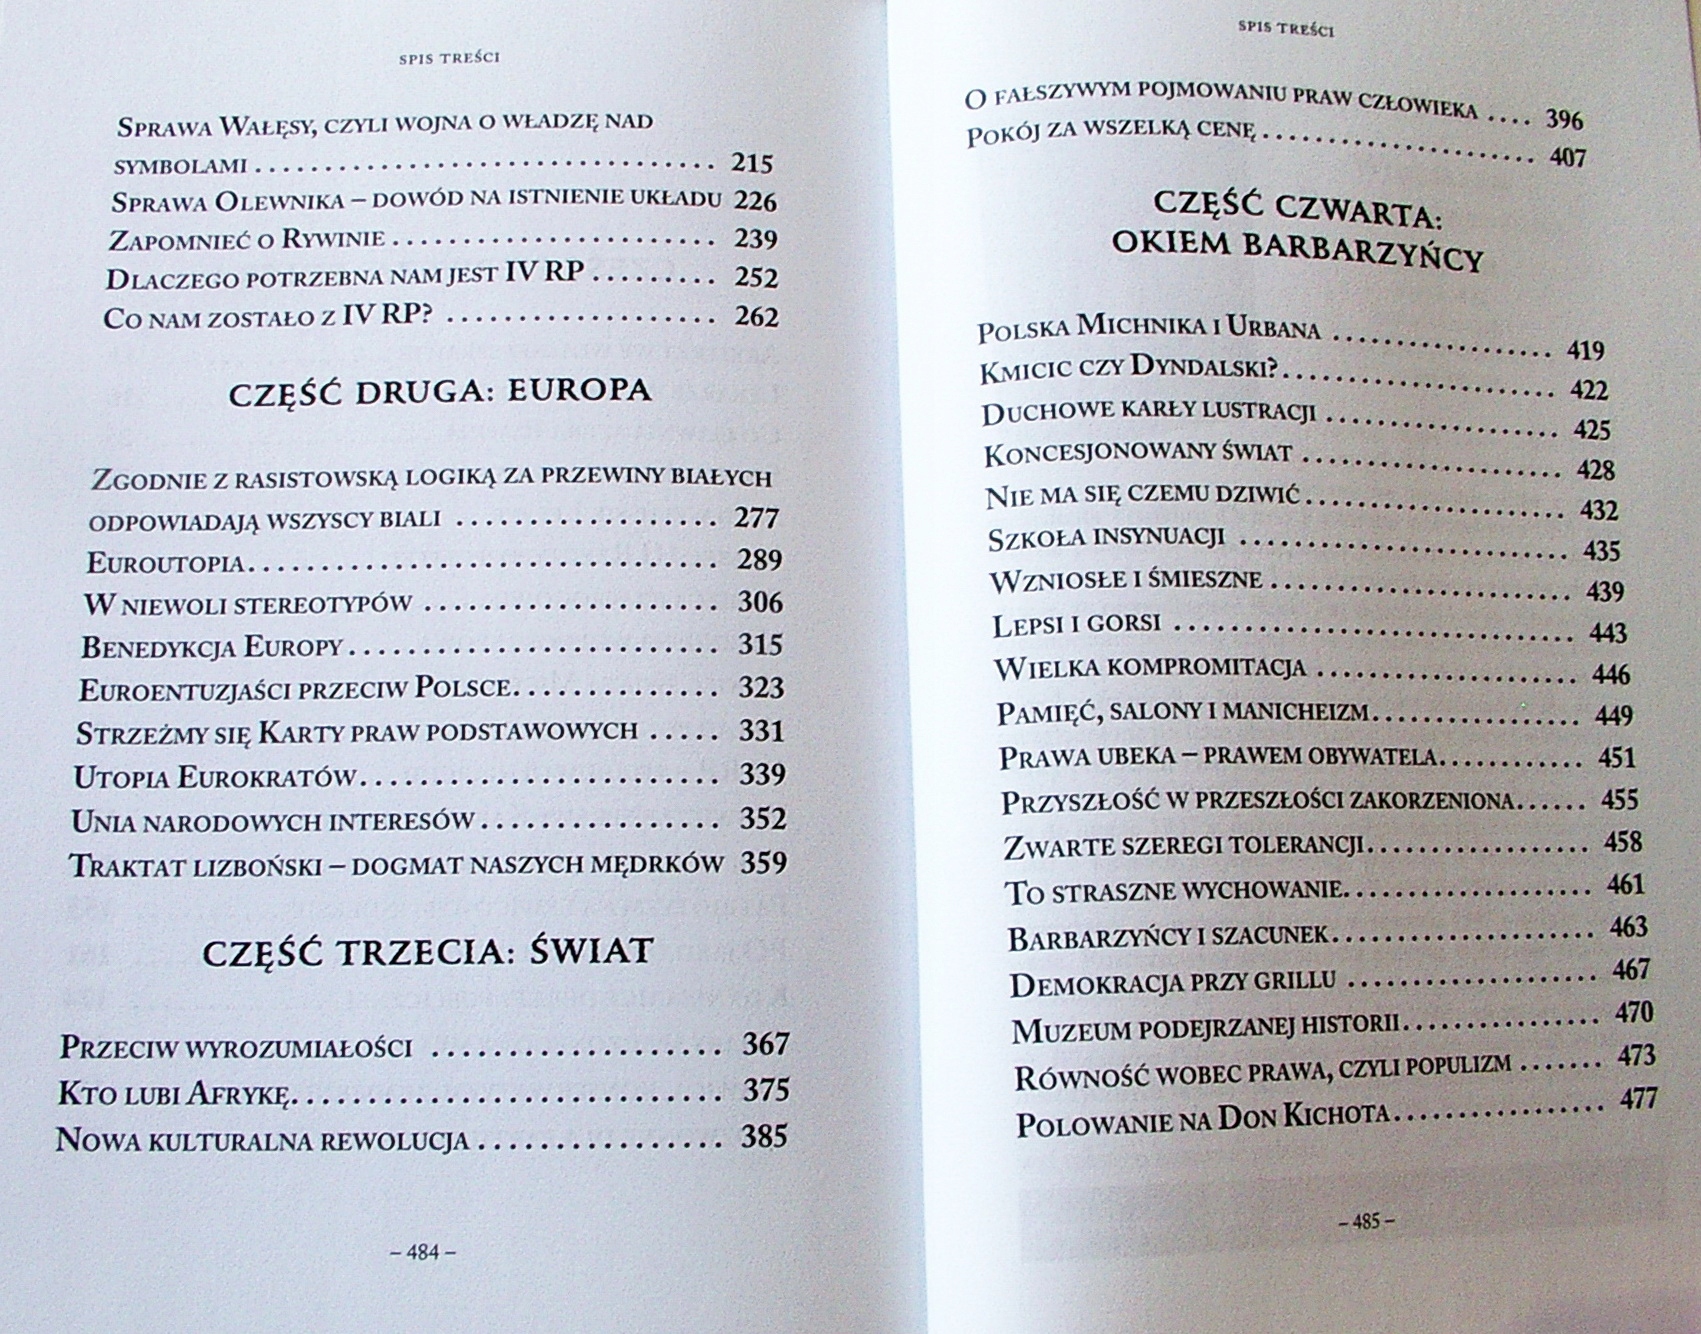 SPIS TREŚCI
SPRAWA WAŁĘSY, CZYLI WOJNA O WŁADZĘ NAD
SYMBOLAMI . . . . . . . . . . . . . . . . . . . . . . . . . . . . . . . . . . . 215
SPRAWA OLEWNIKA – DOWÓD NA ISTNIENIE UKŁADU 226
ZAPOMNIEĆ O RYWINIE . . . . . . . . . . . . . . . . . . . . . . . . . 239
DLACZEGO POTRZEBNA NAM JEST IV RP . . . . . . . . . . 252
CO NAM ZOSTAŁO Z IV RP? . . . . . . . . . . . . . . . . . . . . . 262
CZĘŚĆ DRUGA: EUROPA
ZGODNIE Z RASISTOWSKĄ LOGIKĄ ZA PRZEWINY BIAŁYCH
ODPOWIADAJĄ WSZYSCY BIALI . . . . . . . . . . . . . . . . . . . . 277
EUROUTOPIA. . . . . . . . . . . . . . . . . . . . . . . . . . . . . . . . . . . . 289
W NIEWOLI STEREOTYPÓW . . . . . . . . . . . . . . . . . . . . . . . 306
BENEDYKCJA EUROPY . . . . . . . . . . . . . . . . . . . . . . . . . . . . 315
EUROENTUZJAŚCI PRZECIW POLSCE. . . . . . . . . . . . . . . . 323
STRZEŻMY SIĘ KARTY PRAW PODSTAWOWYCH . . . . . 331
UTOPIA EUROKRATÓW. . . . . . . . . . . . . . . . . . . . . . . . . . . 339
UNIA NARODOWYCH INTERESÓW . . . . . . . . . . . . . . . . . . 352
TRAKTAT LIZBOŃSKI – DOGMAT NASZYCH MĘDRKÓW 359
CZĘŚĆ TRZECIA: ŚWIAT
PRZECIW WYROZUMIAŁOŚCI . . . . . . . . . . . . . . . . . . . . . . 367
KTO LUBI AFRYKĘ. . . . . . . . . . . . . . . . . . . . . . . . . . . . . . . . . 375
NOWA KULTURALNA REWOLUCJA . . . . . . . . . . . . . . . . . . 385
– 484 –
SPIS TREŚCI
O FAŁSZYWYM POJMOWANIU PRAW CZŁOWIEKA . . . . 396
POKÓJ ZA WSZELKĄ CENĘ . . . . . . . . . . . . . . . . . . . . . . . 407
CZĘŚĆ CZWARTA:
OKIEM BARBARZYŃCY
POLSKA MICHNIKA I URBANA . . . . . . . . . . . . . . . . . . 419
KMICIC CZY DYNDALSKI? . . . . . . . . . . . . . . . . . . . . . . 422
DUCHOWE KARŁY LUSTRACJI . . . . . . . . . . . . . . . . . . . 425
KONCESJONOWANY ŚWIAT . . . . . . . . . . . . . . . . . . . . . 428
NIE MA SIĘ CZEMU DZIWIĆ . . . . . . . . . . . . . . . . . . . . . 432
SZKOŁA INSYNUACJI . . . . . . . . . . . . . . . . . . . . . . . . . . . 435
WZNIOSŁE I ŚMIESZNE . . . . . . . . . . . . . . . . . . . . . . . . . 439
LEPSI I GORSI . . . . . . . . . . . . . . . . . . . . . . . . . . . . . . . . . 443
WIELKA KOMPROMITACJA . . . . . . . . . . . . . . . . . . . . . . 446
PAMIĘĆ, SALONY I MANICHEIZM. . . . . . . . . . . . . . . . . 449
PRAWA UBEKA – PRAWEM OBYWATELA. . . . . . . . . . . . 451
PRZYSZŁOŚĆ W PRZESZŁOŚCI ZAKORZENIONA. . . . . . 455
ZWARTE SZEREGI TOLERANCJI. . . . . . . . . . . . . . . . . . 458
TO STRASZNE WYCHOWANIE. . . . . . . . . . . . . . . . . . . . 461
BARBARZYŃCY I SZACUNEK. . . . . . . . . . . . . . . . . . . . . 463
DEMOKRACJA PRZY GRILLU . . . . . . . . . . . . . . . . . . . . 467
MUZEUM PODEJRZANEJ HISTORII. . . . . . . . . . . . . . . . 470
RÓWNOŚĆ WOBEC PRAWA, CZYLI POPULIZM . . . . . . . 473
POLOWANIE NA DON KICHOTA. . . . . . . . . . . . . . . . . . 477
– 485 –